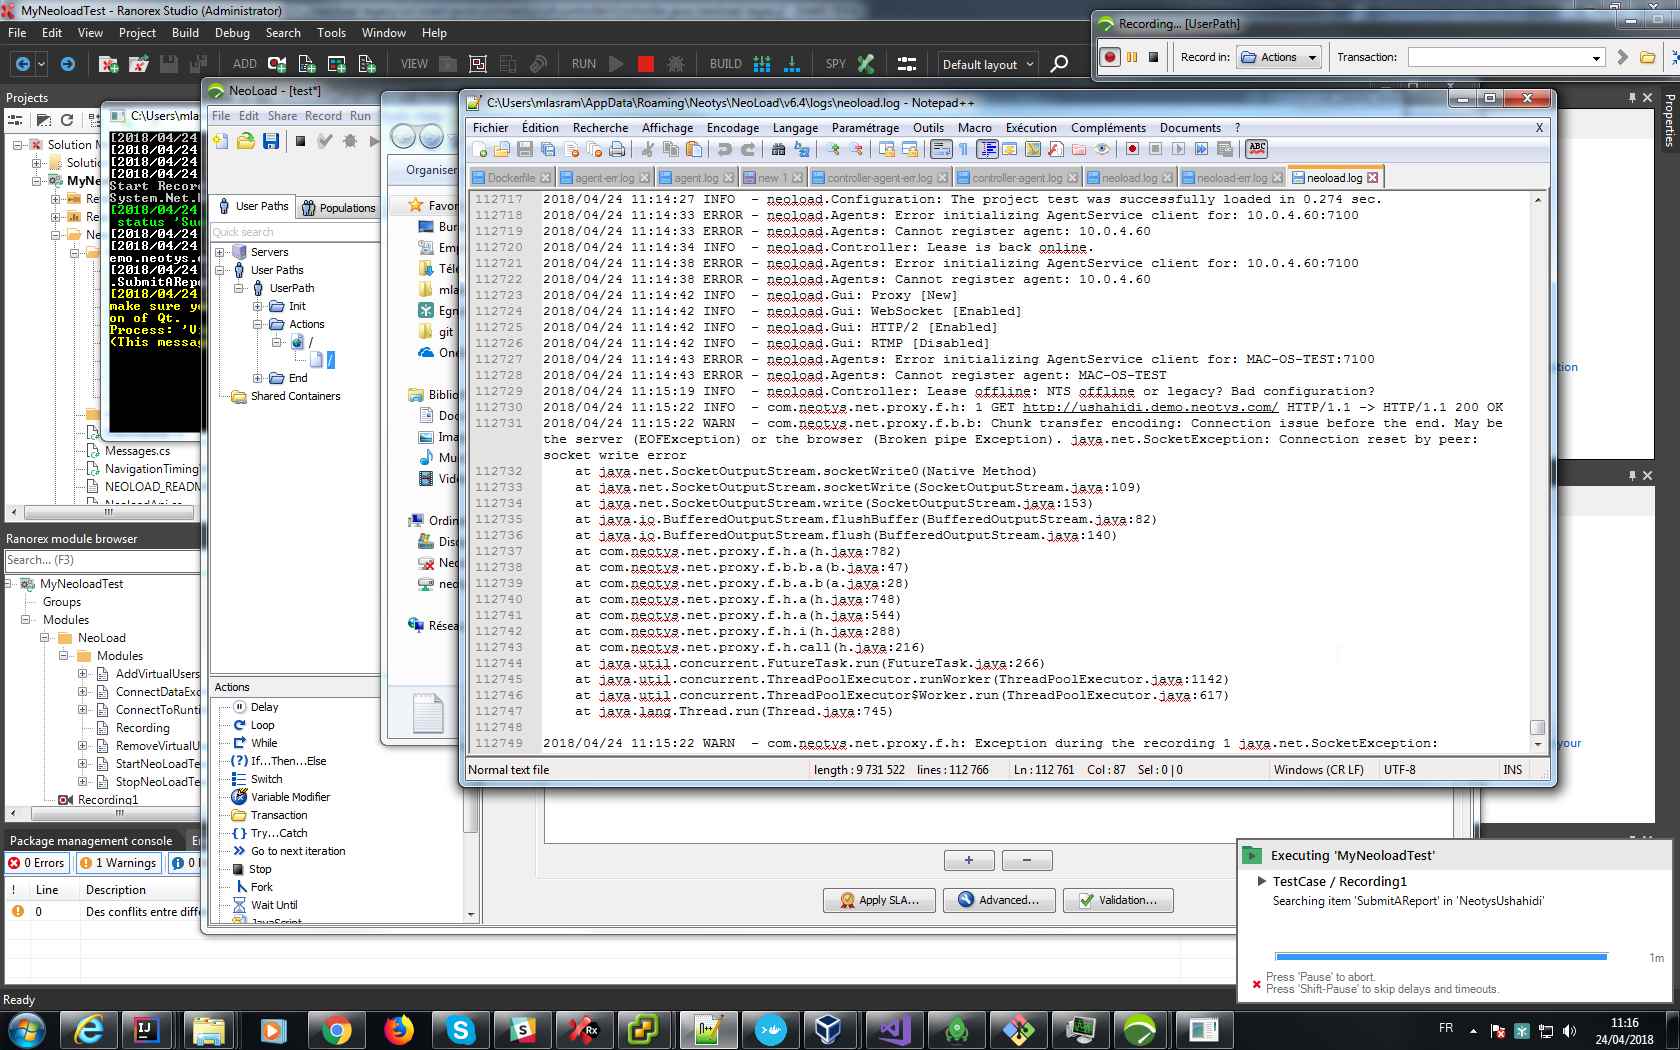 MyNeoloadTest - Ranorex Studio (Administrator)
File Edit View Project Build Debug Search Tools Window Help
ADD VIEW RUN BUILD SPY Default layout
Recording... [UserPath]
Record in: Actions Transaction:
Projects
Solution M
Soluti
MyNe
Re
Re
Ne
Messages.cs
NavigationTiming
NEOLOAD_READM
NeoloadApi.cs
Properties
C:\Users\mla
[2018/04/24
[2018/04/24
[2018/04/24
Start Recor
System.Net.
[2018/04/24
status 'Su
[2018/04/24
[2018/04/24
emo.neotys.
[2018/04/24
.SubmitARep
[2018/04/24
make sure y
on of Qt.
Process: 'V
(This messa
NeoLoad - [test*]
File Edit Share Record Run
User Paths Populations
Quick search
Servers
User Paths
UserPath
Init
Actions
/
/
End
Shared Containers
Actions
Delay
Loop
While
If...Then...Else
Switch
Variable Modifier
Transaction
Try...Catch
Go to next iteration
Stop
Fork
Wait Until
JavaScript
Organiser
Favor
Bur
Emp
Télé
mla
Egn
git
One
Biblio
Doc
Ima
Mu
Vidé
Ordin
Disc
Neo
neo
Résea
C:\Users\mlasram\AppData\Roaming\Neotys\NeoLoad\v6.4\logs\neoload.log - Notepad++
Fichier Édition Recherche Affichage Encodage Langage Paramétrage Outils Macro Exécution Compléments Documents ? X
Dockerfile agent-err.log agent.log new 1 controller-agent-err.log controller-agent.log neoload.log neoload-err.log neoload.log
112717 2018/04/24 11:14:27 INFO - neoload.Configuration: The project test was successfully loaded in 0.274 sec.
112718 2018/04/24 11:14:33 ERROR - neoload.Agents: Error initializing AgentService client for: 10.0.4.60:7100
112719 2018/04/24 11:14:33 ERROR - neoload.Agents: Cannot register agent: 10.0.4.60
112720 2018/04/24 11:14:34 INFO - neoload.Controller: Lease is back online.
112721 2018/04/24 11:14:38 ERROR - neoload.Agents: Error initializing AgentService client for: 10.0.4.60:7100
112722 2018/04/24 11:14:38 ERROR - neoload.Agents: Cannot register agent: 10.0.4.60
112723 2018/04/24 11:14:42 INFO - neoload.Gui: Proxy [New]
112724 2018/04/24 11:14:42 INFO - neoload.Gui: WebSocket [Enabled]
112725 2018/04/24 11:14:42 INFO - neoload.Gui: HTTP/2 [Enabled]
112726 2018/04/24 11:14:42 INFO - neoload.Gui: RTMP [Disabled]
112727 2018/04/24 11:14:43 ERROR - neoload.Agents: Error initializing AgentService client for: MAC-OS-TEST:7100
112728 2018/04/24 11:14:43 ERROR - neoload.Agents: Cannot register agent: MAC-OS-TEST
112729 2018/04/24 11:15:19 INFO - neoload.Controller: Lease offline: NTS offline or legacy? Bad configuration?
112730 2018/04/24 11:15:22 INFO - com.neotys.net.proxy.f.h: 1 GET http://ushahidi.demo.neotys.com/ HTTP/1.1 -> HTTP/1.1 200 OK
112731 2018/04/24 11:15:22 WARN - com.neotys.net.proxy.f.b.b: Chunk transfer encoding: Connection issue before the end. May be
the server (EOFException) or the browser (Broken pipe Exception). java.net.SocketException: Connection reset by peer:
socket write error
112732 at java.net.SocketOutputStream.socketWrite0(Native Method)
112733 at java.net.SocketOutputStream.socketWrite(SocketOutputStream.java:109)
112734 at java.net.SocketOutputStream.write(SocketOutputStream.java:153)
112735 at java.io.BufferedOutputStream.flushBuffer(BufferedOutputStream.java:82)
112736 at java.io.BufferedOutputStream.flush(BufferedOutputStream.java:140)
112737 at com.neotys.net.proxy.f.h.a(h.java:782)
112738 at com.neotys.net.proxy.f.b.b.a(b.java:47)
112739 at com.neotys.net.proxy.f.b.a.b(a.java:28)
112740 at com.neotys.net.proxy.f.h.a(h.java:748)
112741 at com.neotys.net.proxy.f.h.a(h.java:544)
112742 at com.neotys.net.proxy.f.h.i(h.java:288)
112743 at com.neotys.net.proxy.f.h.call(h.java:216)
112744 at java.util.concurrent.FutureTask.run(FutureTask.java:266)
112745 at java.util.concurrent.ThreadPoolExecutor.runWorker(ThreadPoolExecutor.java:1142)
112746 at java.util.concurrent.ThreadPoolExecutor$Worker.run(ThreadPoolExecutor.java:617)
112747 at java.lang.Thread.run(Thread.java:745)
112748
112749 2018/04/24 11:15:22 WARN - com.neotys.net.proxy.f.h: Exception during the recording 1 java.net.SocketException:
Normal text file length : 9 731 522 lines : 112 766 Ln : 112 761 Col : 87 Sel : 0 | 0 Windows (CR LF) UTF-8 INS
tion
your
Ranorex module browser
Search... (F3)
MyNeoloadTest
Groups
Modules
NeoLoad
Modules
AddVirtualUsers
ConnectDataExc
ConnectToRunti
Recording
RemoveVirtualU
StartNeoLoadTe
StopNeoLoadTe
Recording1
Package management console Er
0 Errors 1 Warnings 0
! Line Description
0 Des conflits entre diffé
+ -
Apply SLA... Advanced... Validation...
Executing 'MyNeoloadTest'
TestCase / Recording1
Searching item 'SubmitAReport' in 'NeotysUshahidi'
1m
Press 'Pause' to abort.
Press 'Shift-Pause' to skip delays and timeouts.
Ready
FR
11:16
24/04/2018